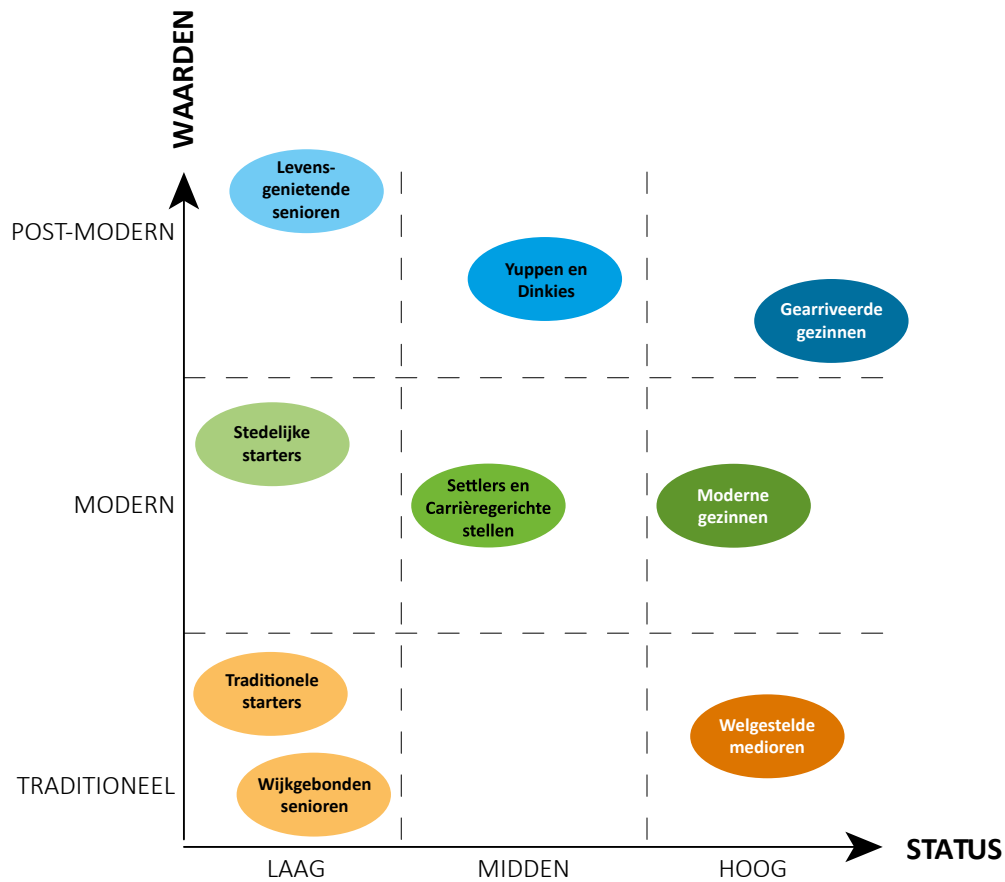 WAARDEN
Levens-
genietende
senioren
POST-MODERN
Yuppen en
Dinkies
Gearriveerde
gezinnen
Stedelijke
starters
MODERN
Settlers en
Carrièregerichte
stellen
Moderne
gezinnen
Traditionele
starters
Welgestelde
medioren
TRADITIONEEL
Wijkgebonden
senioren
STATUS
LAAG
MIDDEN
HOOG